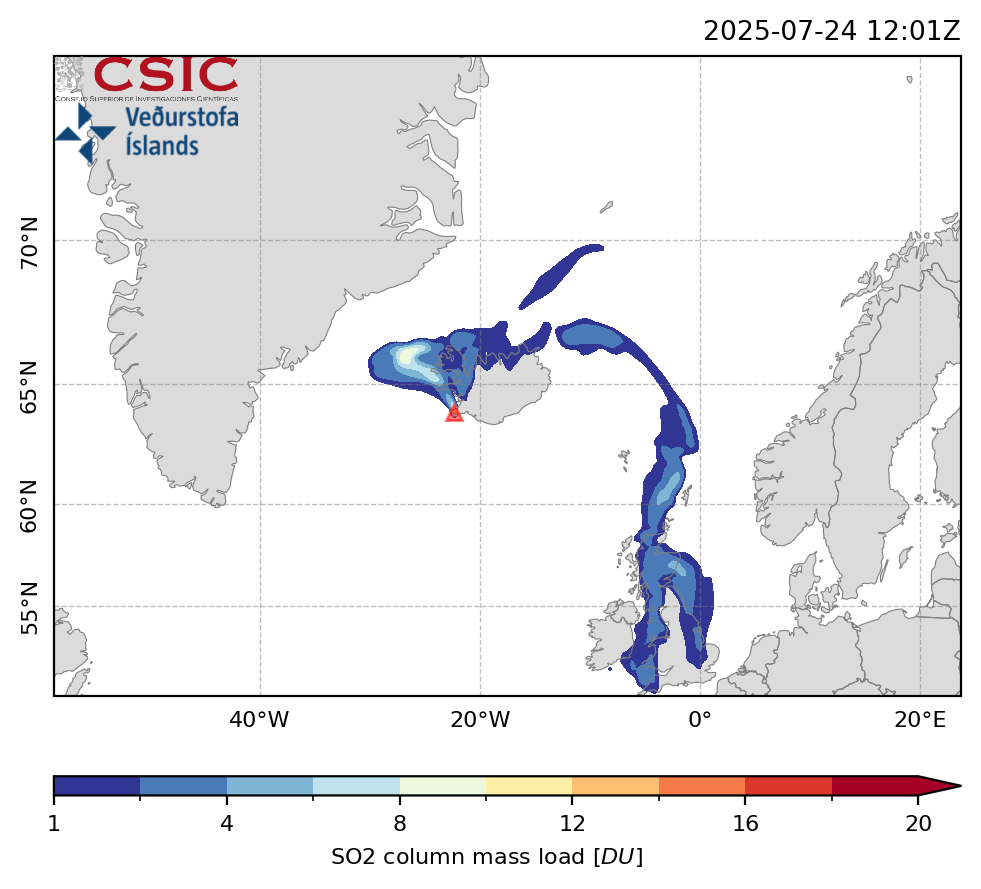 2025-07-24 12:01Z
CSIC
CONSEJO SUPERIOR DE INVESTIGACIONES CIENTÍFICAS
Veðurstofa
Íslands
70°N
65°N
60°N
55°N
40°W 20°W 0° 20°E
1 4 8 12 16 20
SO2 column mass load [DU]